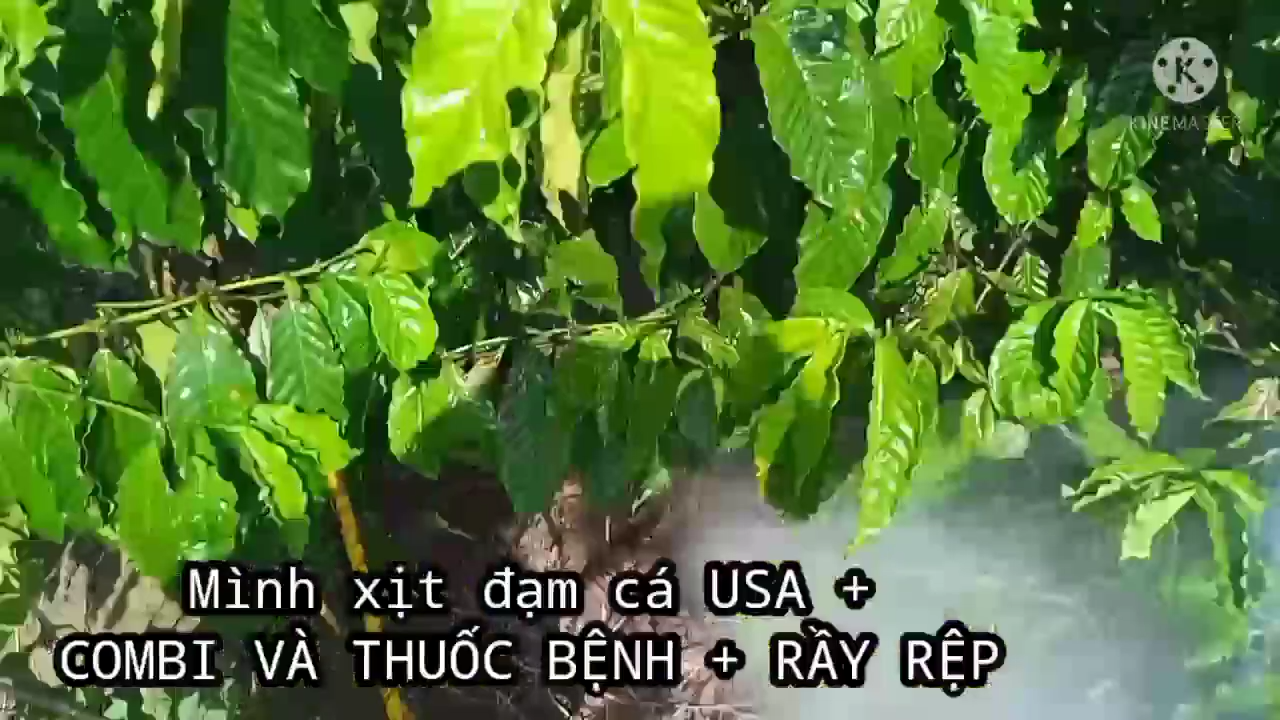 K
KINEMASTER
Mình xịt đạm cá USA +
COMBI VÀ THUỐC BỆNH + RẦY RỆP